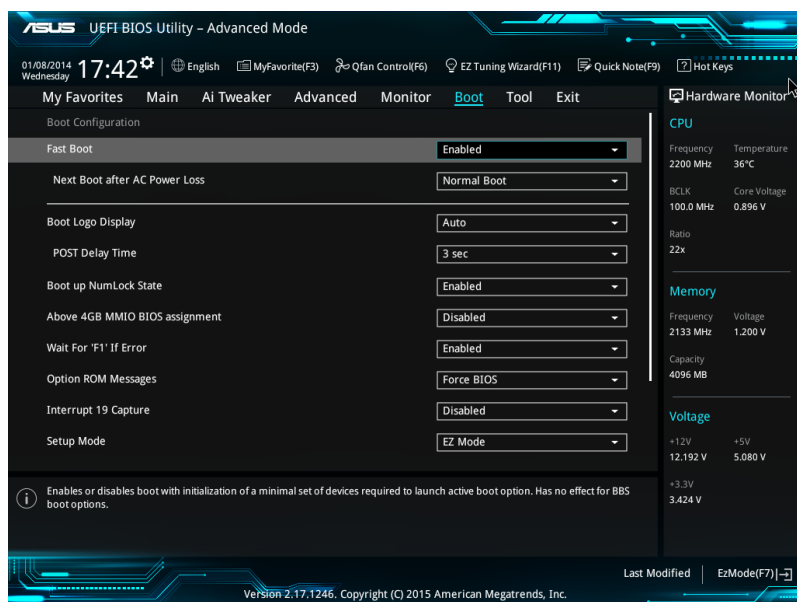 ASUS UEFI BIOS Utility – Advanced Mode
01/08/2014 Wednesday 17:42 English MyFavorite(F3) Qfan Control(F6) EZ Tuning Wizard(F11) Quick Note(F9) ? Hot Keys
My Favorites Main Ai Tweaker Advanced Monitor Boot Tool Exit
Boot Configuration
Fast Boot Enabled
Next Boot after AC Power Loss Normal Boot
Boot Logo Display Auto
POST Delay Time 3 sec
Boot up NumLock State Enabled
Above 4GB MMIO BIOS assignment Disabled
Wait For 'F1' If Error Enabled
Option ROM Messages Force BIOS
Interrupt 19 Capture Disabled
Setup Mode EZ Mode
Enables or disables boot with initialization of a minimal set of devices required to launch active boot option. Has no effect for BBS
boot options.
Hardware Monitor
CPU
Frequency Temperature
2200 MHz 36°C
BCLK Core Voltage
100.0 MHz 0.896 V
Ratio
22x
Memory
Frequency Voltage
2133 MHz 1.200 V
Capacity
4096 MB
Voltage
+12V +5V
12.192 V 5.080 V
+3.3V
3.424 V
Last Modified EzMode(F7)
Version 2.17.1246. Copyright (C) 2015 American Megatrends, Inc.